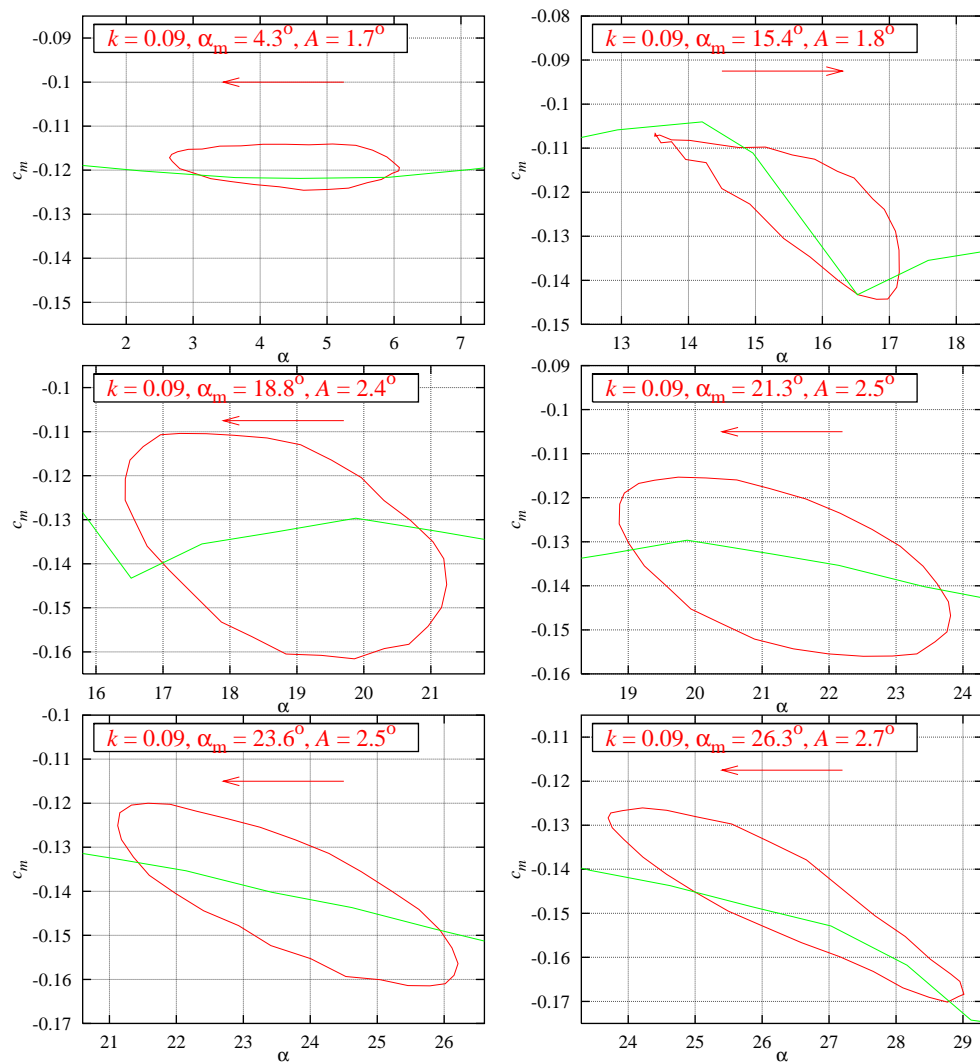 k = 0.09, αm = 4.3°, A = 1.7°
-0.09
-0.1
-0.11
-0.12
-0.13
-0.14
-0.15
cm
2 3 4 5 6 7
α
k = 0.09, αm = 15.4°, A = 1.8°
-0.08
-0.09
-0.1
-0.11
-0.12
-0.13
-0.14
-0.15
cm
13 14 15 16 17 18
α
k = 0.09, αm = 18.8°, A = 2.4°
-0.1
-0.11
-0.12
-0.13
-0.14
-0.15
-0.16
cm
16 17 18 19 20 21
α
k = 0.09, αm = 21.3°, A = 2.5°
-0.09
-0.1
-0.11
-0.12
-0.13
-0.14
-0.15
-0.16
cm
19 20 21 22 23 24
α
k = 0.09, αm = 23.6°, A = 2.5°
-0.1
-0.11
-0.12
-0.13
-0.14
-0.15
-0.16
-0.17
cm
21 22 23 24 25 26
α
k = 0.09, αm = 26.3°, A = 2.7°
-0.11
-0.12
-0.13
-0.14
-0.15
-0.16
-0.17
cm
24 25 26 27 28 29
α